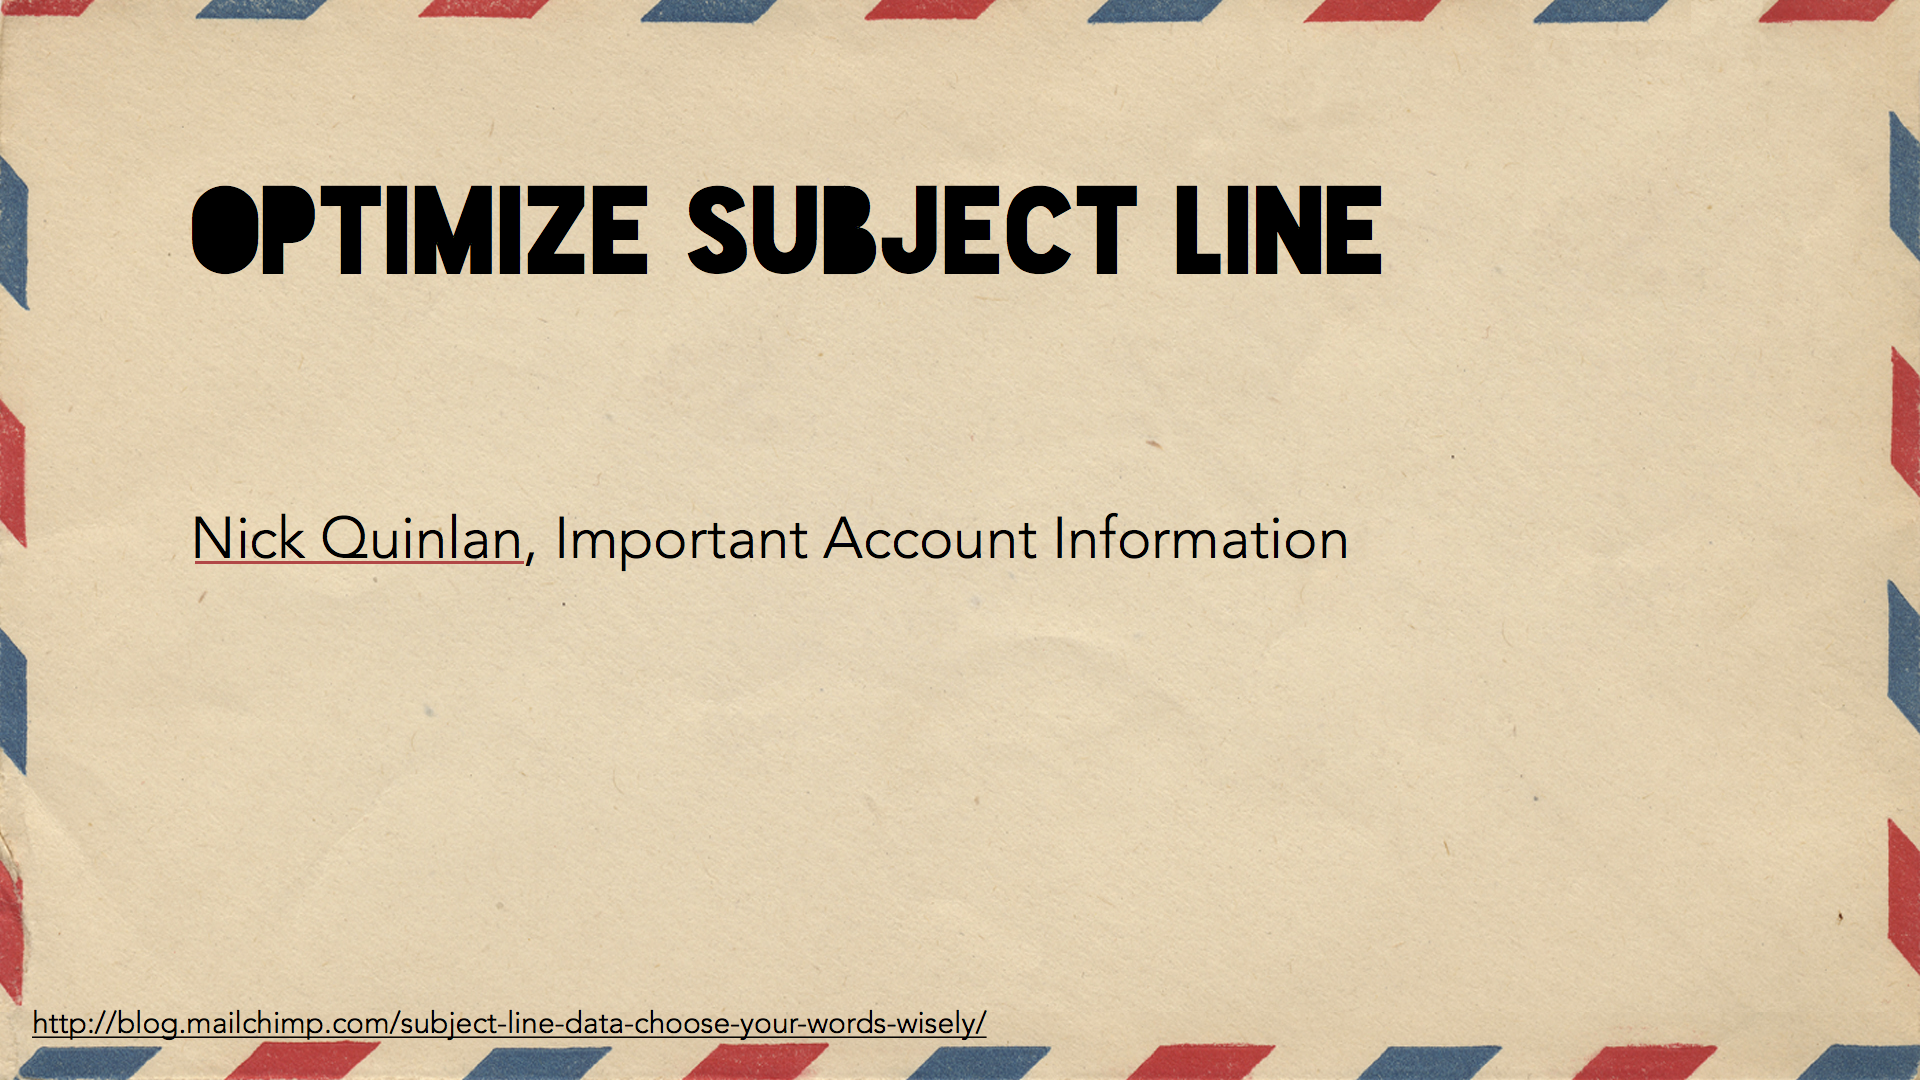 OPTIMIZE SUBJECT LINE
Nick Quinlan, Important Account Information
http://blog.mailchimp.com/subject-line-data-choose-your-words-wisely/